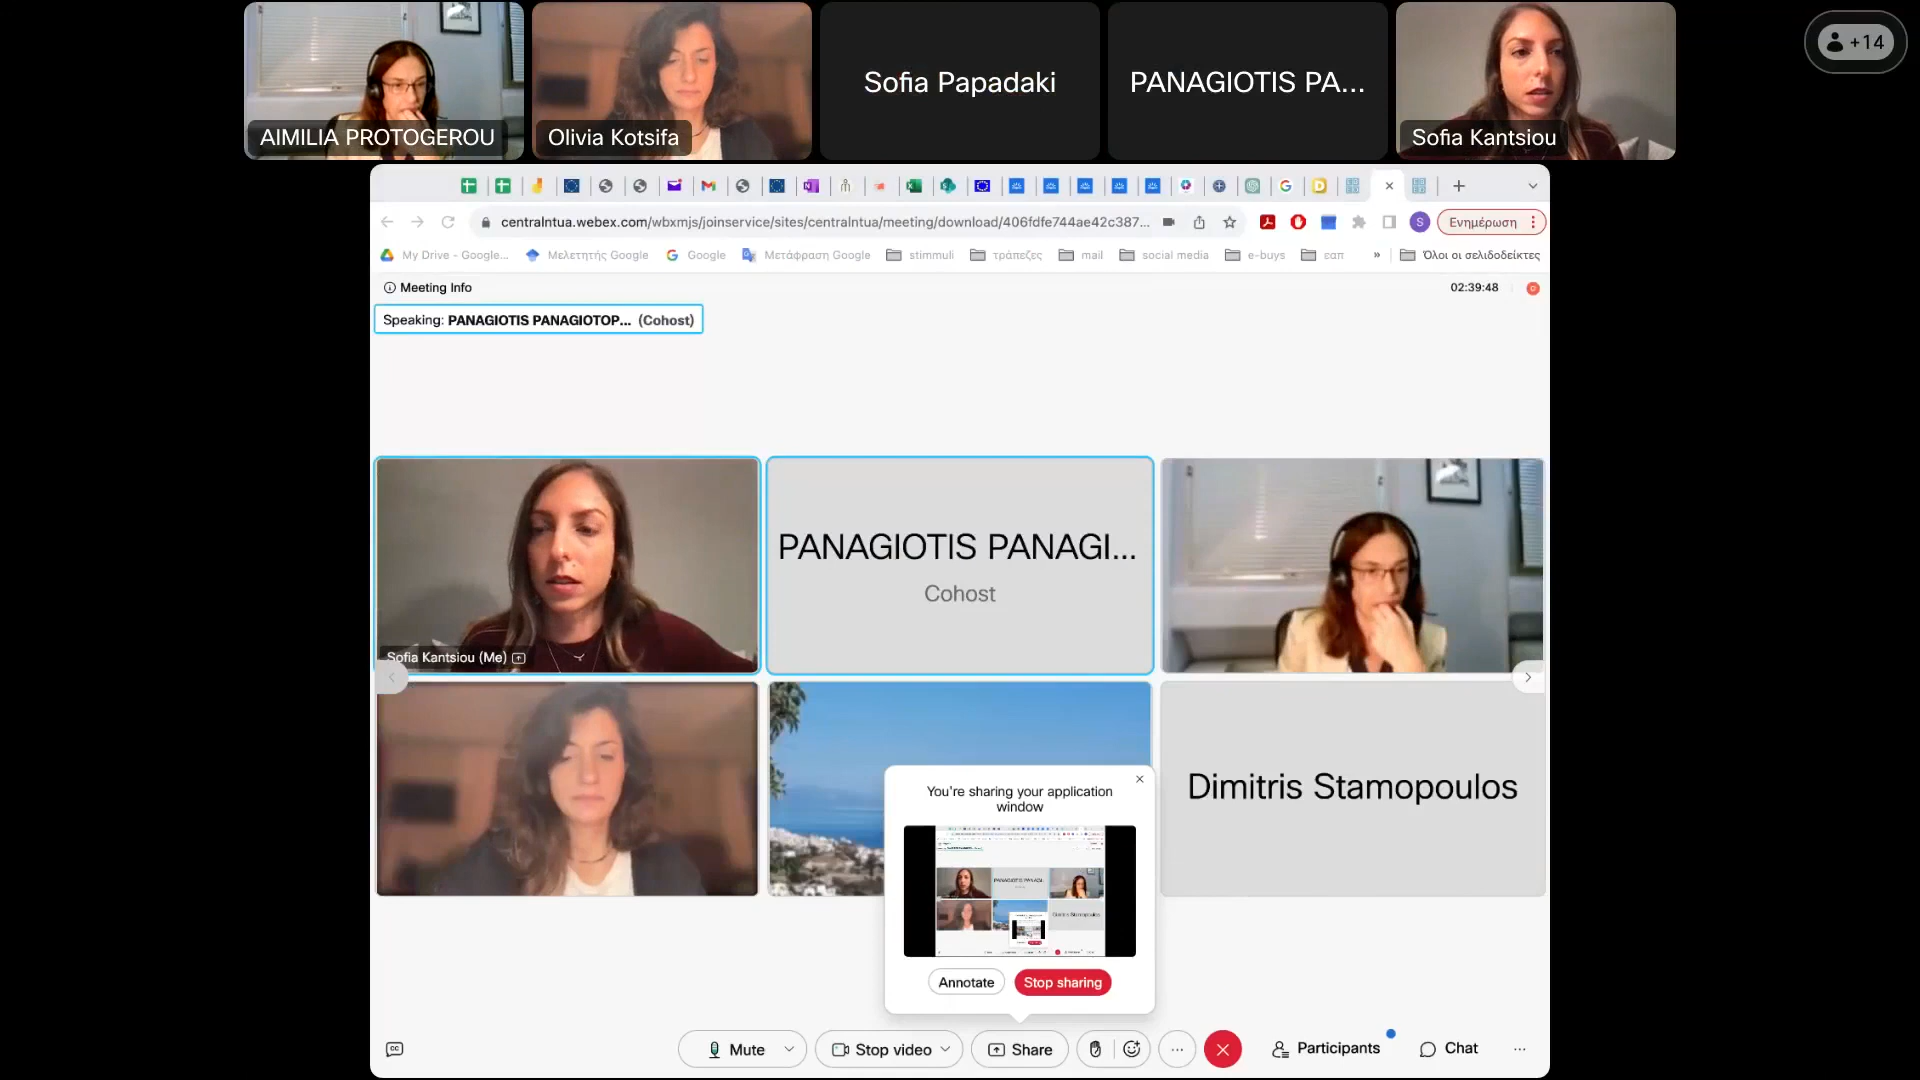 AIMILIA PROTOGEROU
Olivia Kotsifa
Sofia Papadaki
PANAGIOTIS PA...
Sofia Kantsiou
+14
centralntua.webex.com/wbxmjs/joinservice/sites/centralntua/meeting/download/406fdfe744ae42c387...
S
Ενημέρωση
My Drive - Google...
Μελετητής Google
Google
Μετάφραση Google
stimmuli
τράπεζες
mail
social media
e-buys
εαπ
»
Όλοι οι σελιδοδείκτες
Meeting Info
02:39:48
Speaking: PANAGIOTIS PANAGIOTOP... (Cohost)
Sofia Kantsiou (Me)
PANAGIOTIS PANAGI...
Cohost
Dimitris Stamopoulos
You're sharing your application
window
Annotate
Stop sharing
Mute
Stop video
Share
Participants
Chat